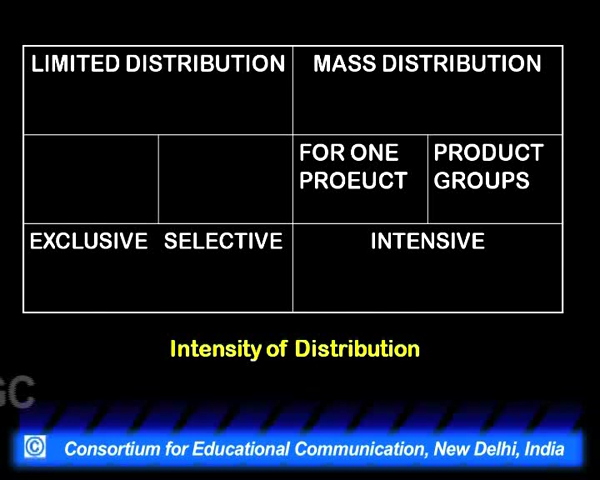 LIMITED DISTRIBUTION MASS DISTRIBUTION
FOR ONE PROEUCT
PRODUCT GROUPS
EXCLUSIVE SELECTIVE INTENSIVE
Intensity of Distribution
GC
© Consortium for Educational Communication, New Delhi, India